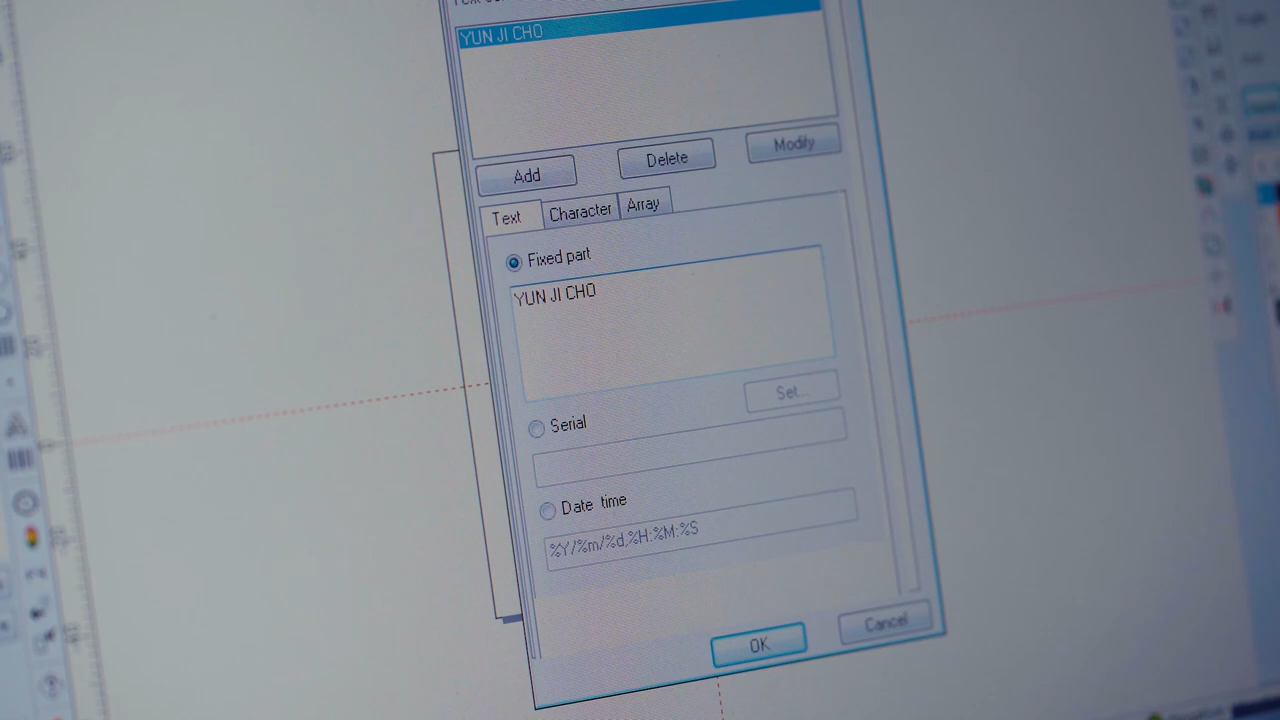 YUN JI CHO
Add
Delete
Modify
Text
Character
Array
Fixed part
YUN JI CHO
Set...
Serial
Date time
%Y/%m/%d,%H:%M:%S
OK
Cancel